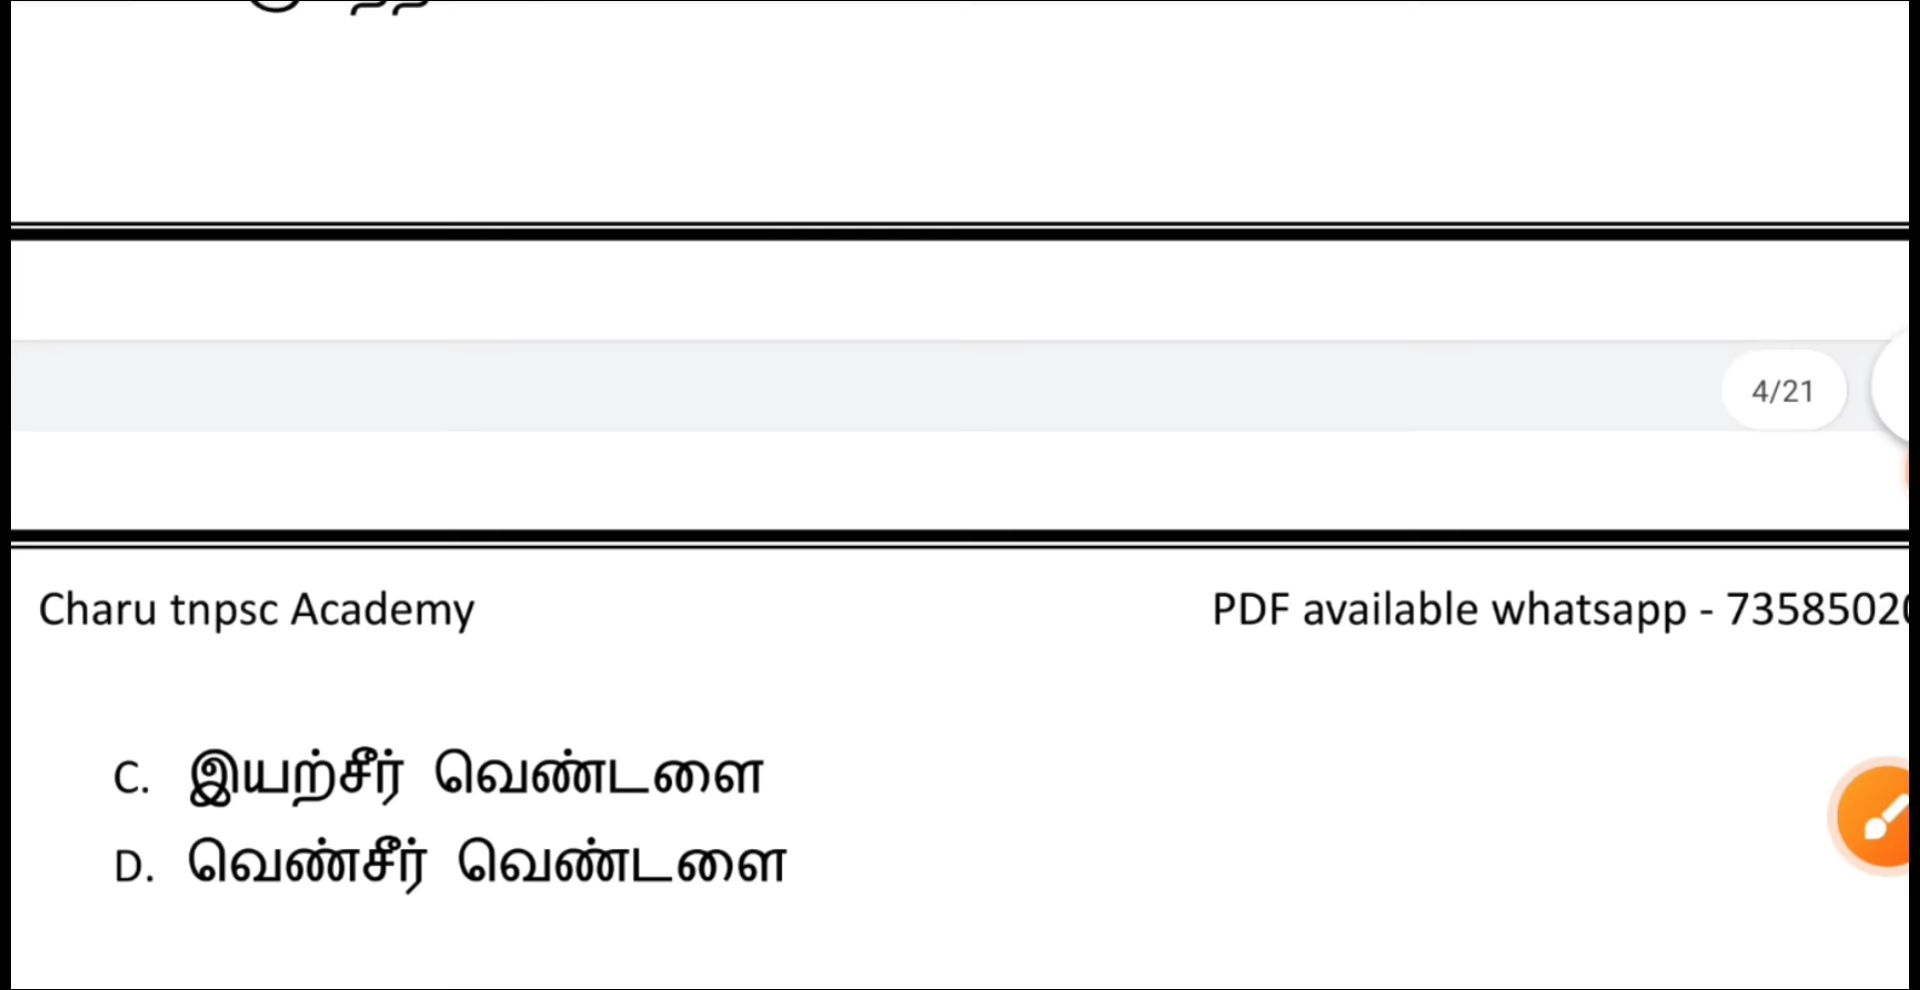 4/21
Charu tnpsc Academy
PDF available whatsapp - 7358502
C. இயற்சீர் வெண்டளை
D. வெண்சீர் வெண்டளை